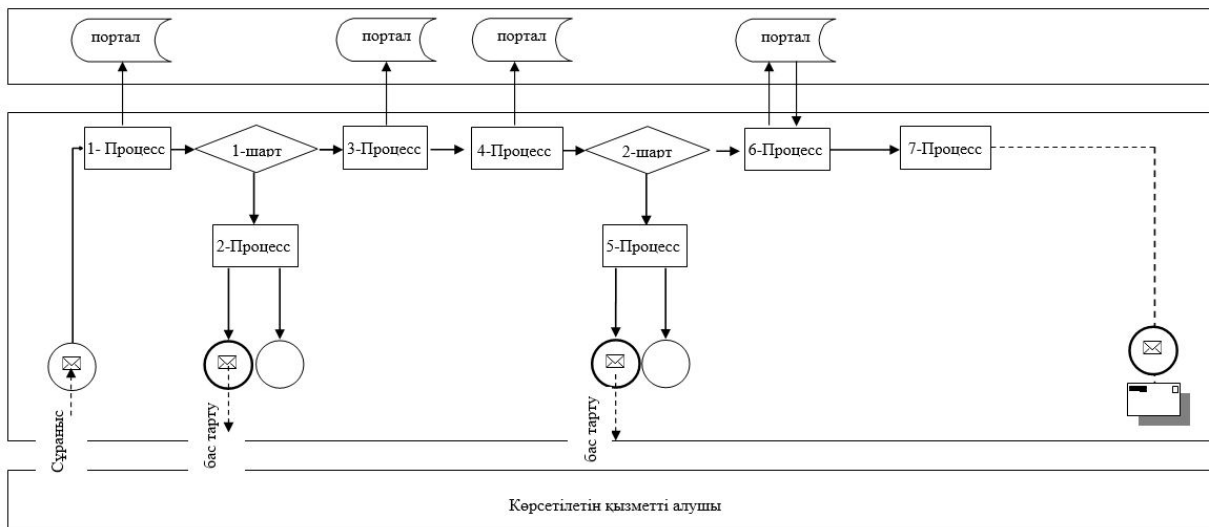 портал
портал
портал
портал
1- Процесс
1-шарт
3-Процесс
4-Процесс
2-шарт
6-Процесс
7-Процесс
2-Процесс
5-Процесс
Сұраныс
бас тарту
бас тарту
Көрсетілетін қызметті алушы